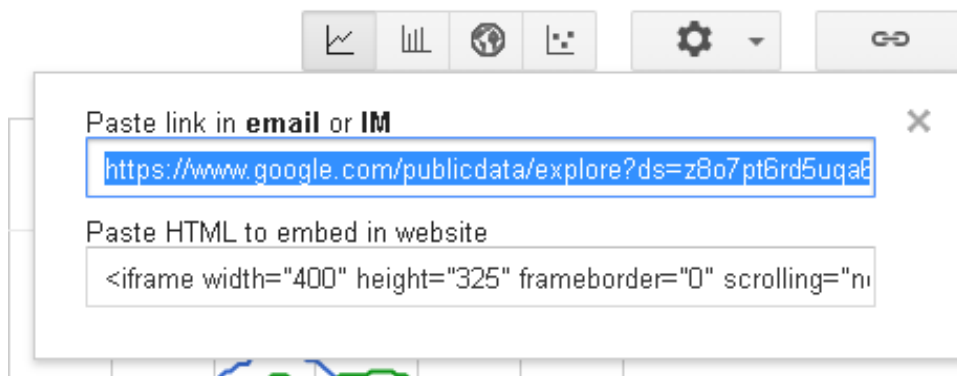 Paste link in email or IM
https://www.google.com/publicdata/explore?ds=z8o7pt6rd5uqa6
Paste HTML to embed in website
<iframe width="400" height="325" frameborder="0" scrolling="n